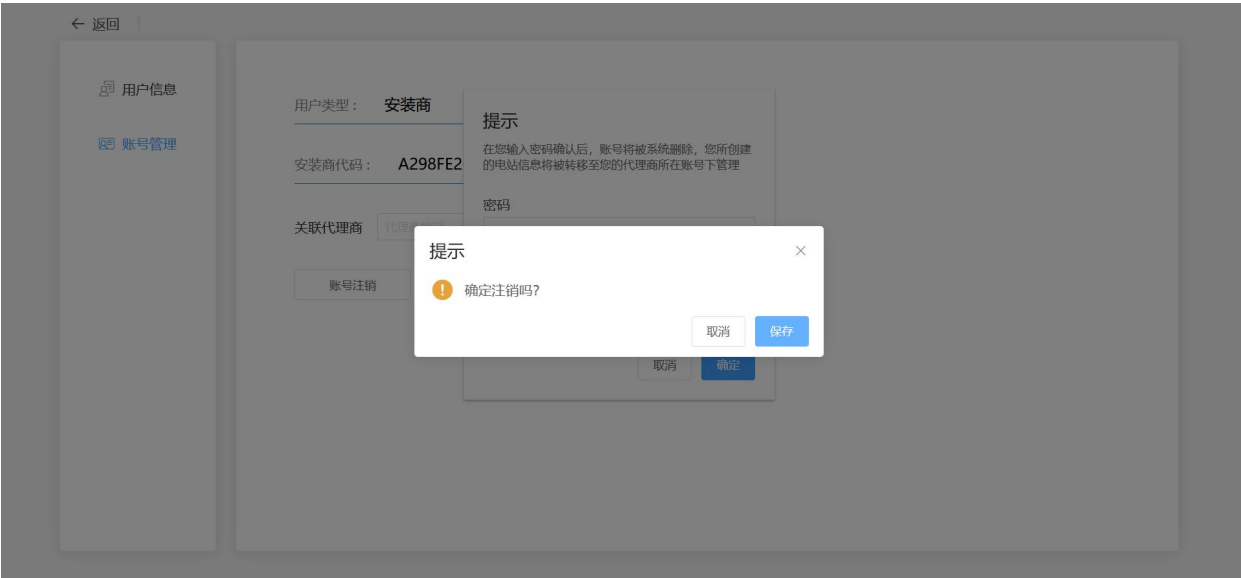 返回
用户信息
账号管理
用户类型： 安装商
安装商代码： A298FE2
关联代理商
账号注销
提示
在您输入密码确认后，账号将被系统删除，您所创建
的电站信息将被转移至您的代理商所在账号下管理
密码
提示
确定注销吗?
取消 保存
取消 确定